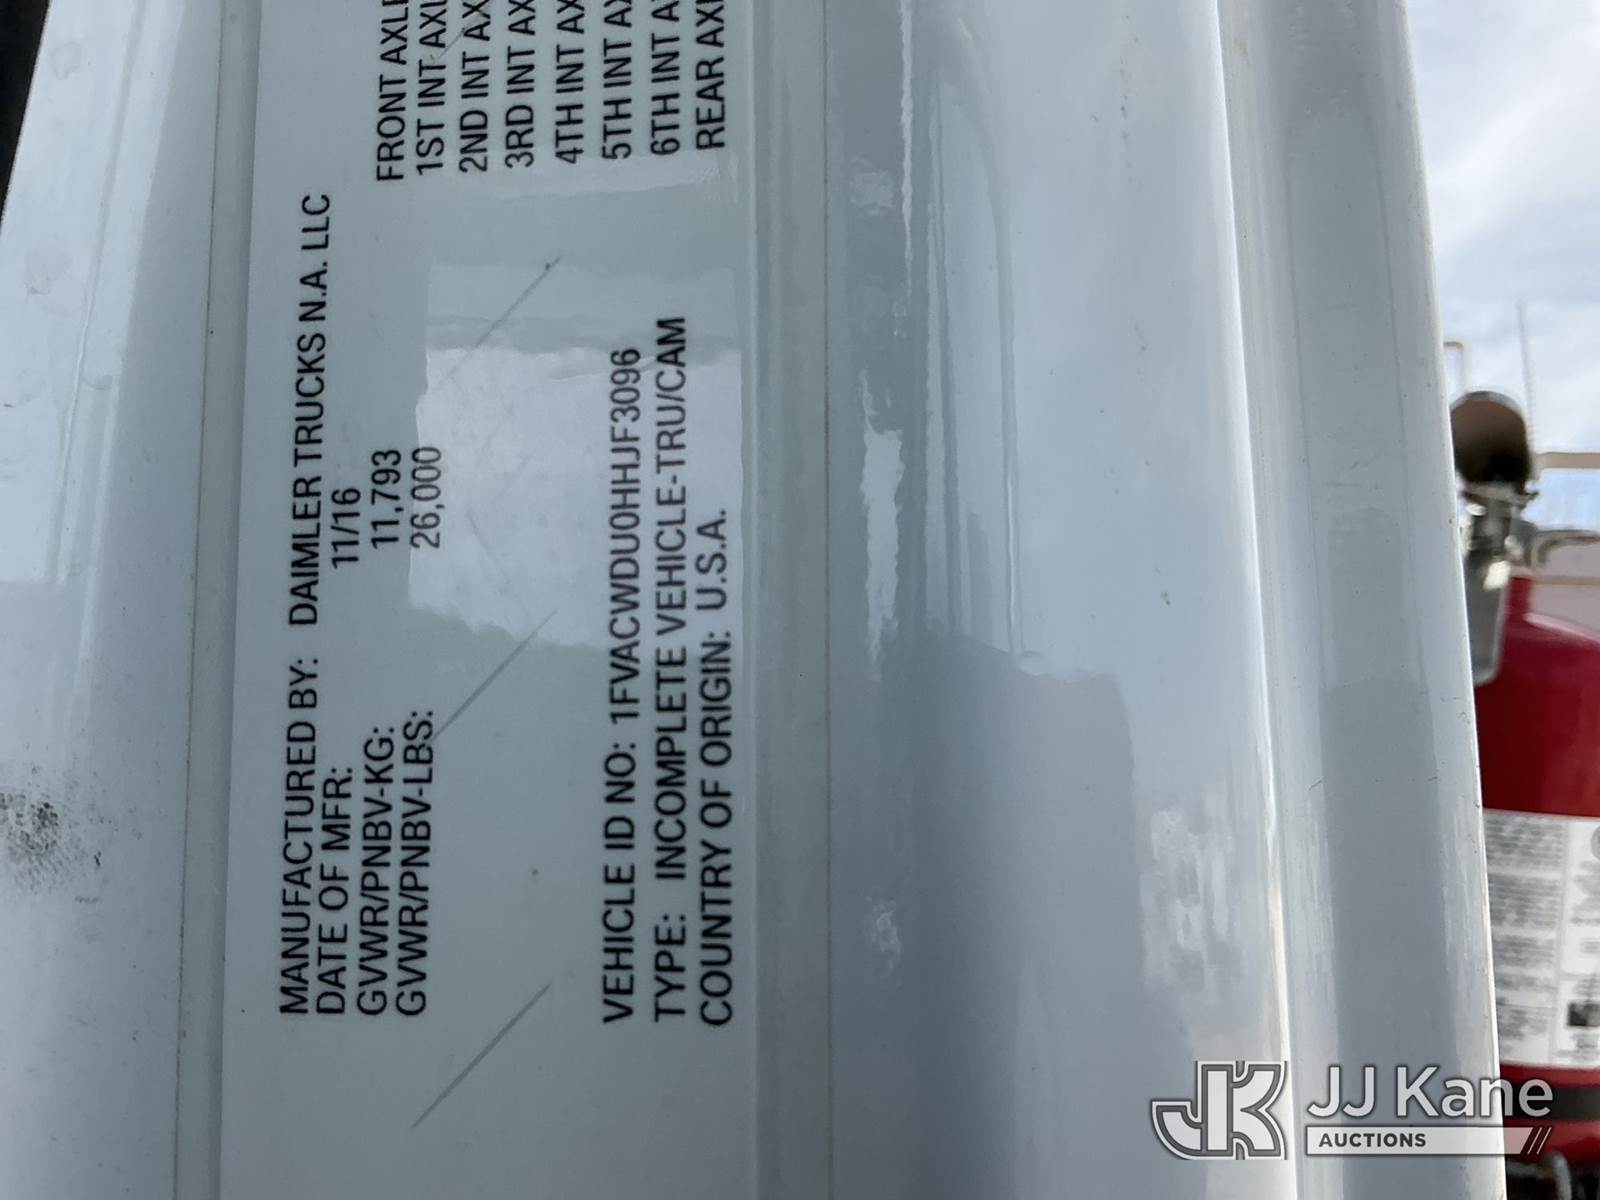 MANUFACTURED BY: DAIMLER TRUCKS N.A. LLC
DATE OF MFR: 11/16
GVWR/PNBV-KG: 11,793
GVWR/PNBV-LBS: 26,000
VEHICLE ID NO: 1FVACWDU0HHJF3096
TYPE: INCOMPLETE VEHICLE-TRU/CAM
COUNTRY OF ORIGIN: U.S.A.
FRONT AXLE
1ST INT AXL
2ND INT AX
3RD INT AX
4TH INT AX
5TH INT AX
6TH INT A
REAR AX
JK JJ Kane
AUCTIONS